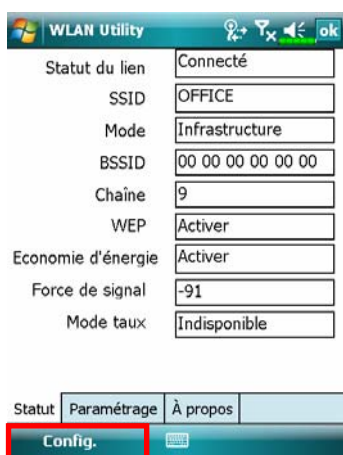 WLAN Utility ok
Statut du lien Connecté
SSID OFFICE
Mode Infrastructure
BSSID 00 00 00 00 00 00
Chaîne 9
WEP Activer
Economie d'énergie Activer
Force de signal -91
Mode taux Indisponible
Statut Paramétrage À propos
Config.